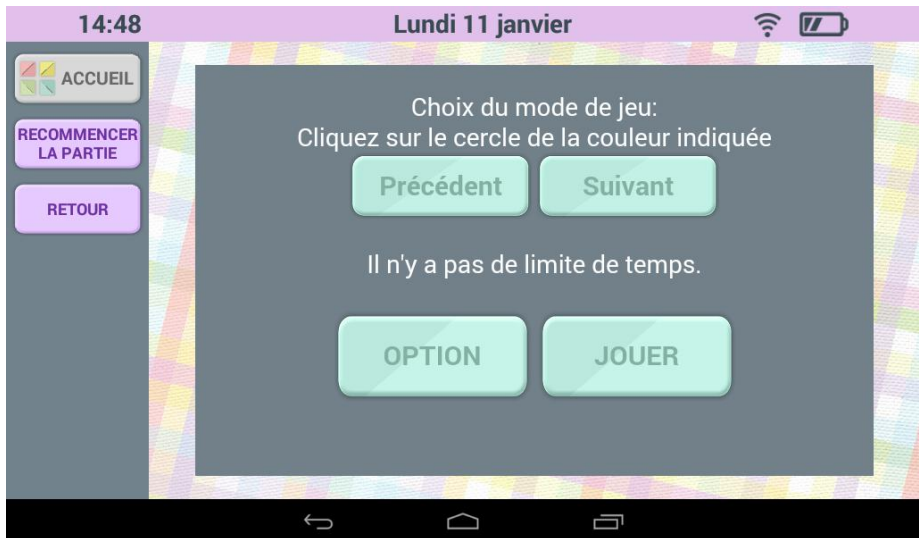 14:48
Lundi 11 janvier
ACCUEIL
RECOMMENCER
LA PARTIE
RETOUR
Choix du mode de jeu:
Cliquez sur le cercle de la couleur indiquée
Précédent
Suivant
Il n'y a pas de limite de temps.
OPTION
JOUER